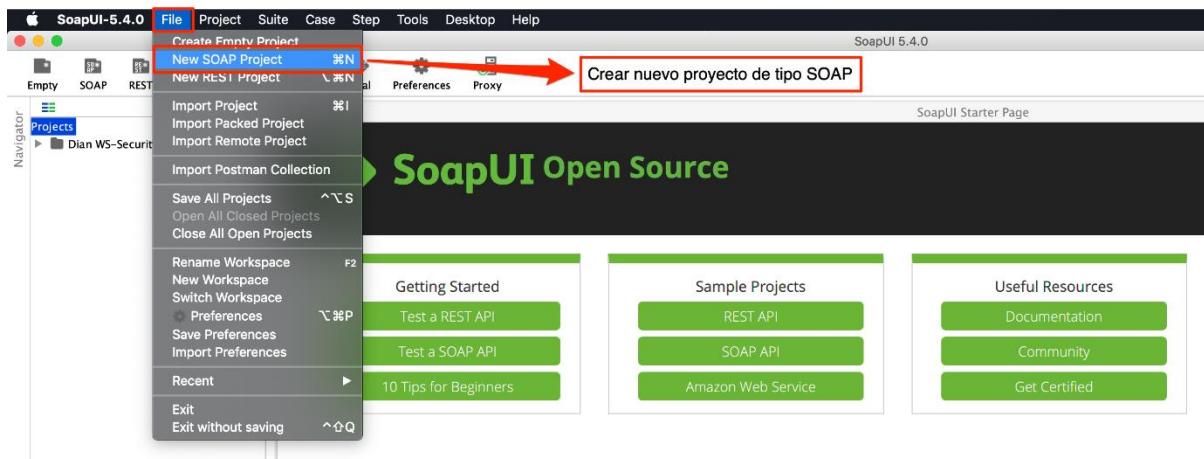 SoapUI-5.4.0 File Project Suite Case Step Tools Desktop Help
SoapUI 5.4.0
Empty SOAP REST al Preferences Proxy
Create Empty Project
New SOAP Project ⌘N
New REST Project ⌥⌘N
Crear nuevo proyecto de tipo SOAP
Import Project ⌘I
Import Packed Project
Import Remote Project
Import Postman Collection
Save All Projects ^⌥S
Open All Closed Projects
Close All Open Projects
Rename Workspace F2
New Workspace
Switch Workspace
Preferences ⌥⌘P
Save Preferences
Import Preferences
Recent
Exit
Exit without saving ^⇧Q
Navigator
Projects
Dian WS-Securit
SoapUI Starter Page
SoapUI Open Source
Getting Started
Test a REST API
Test a SOAP API
10 Tips for Beginners
Sample Projects
REST API
SOAP API
Amazon Web Service
Useful Resources
Documentation
Community
Get Certified